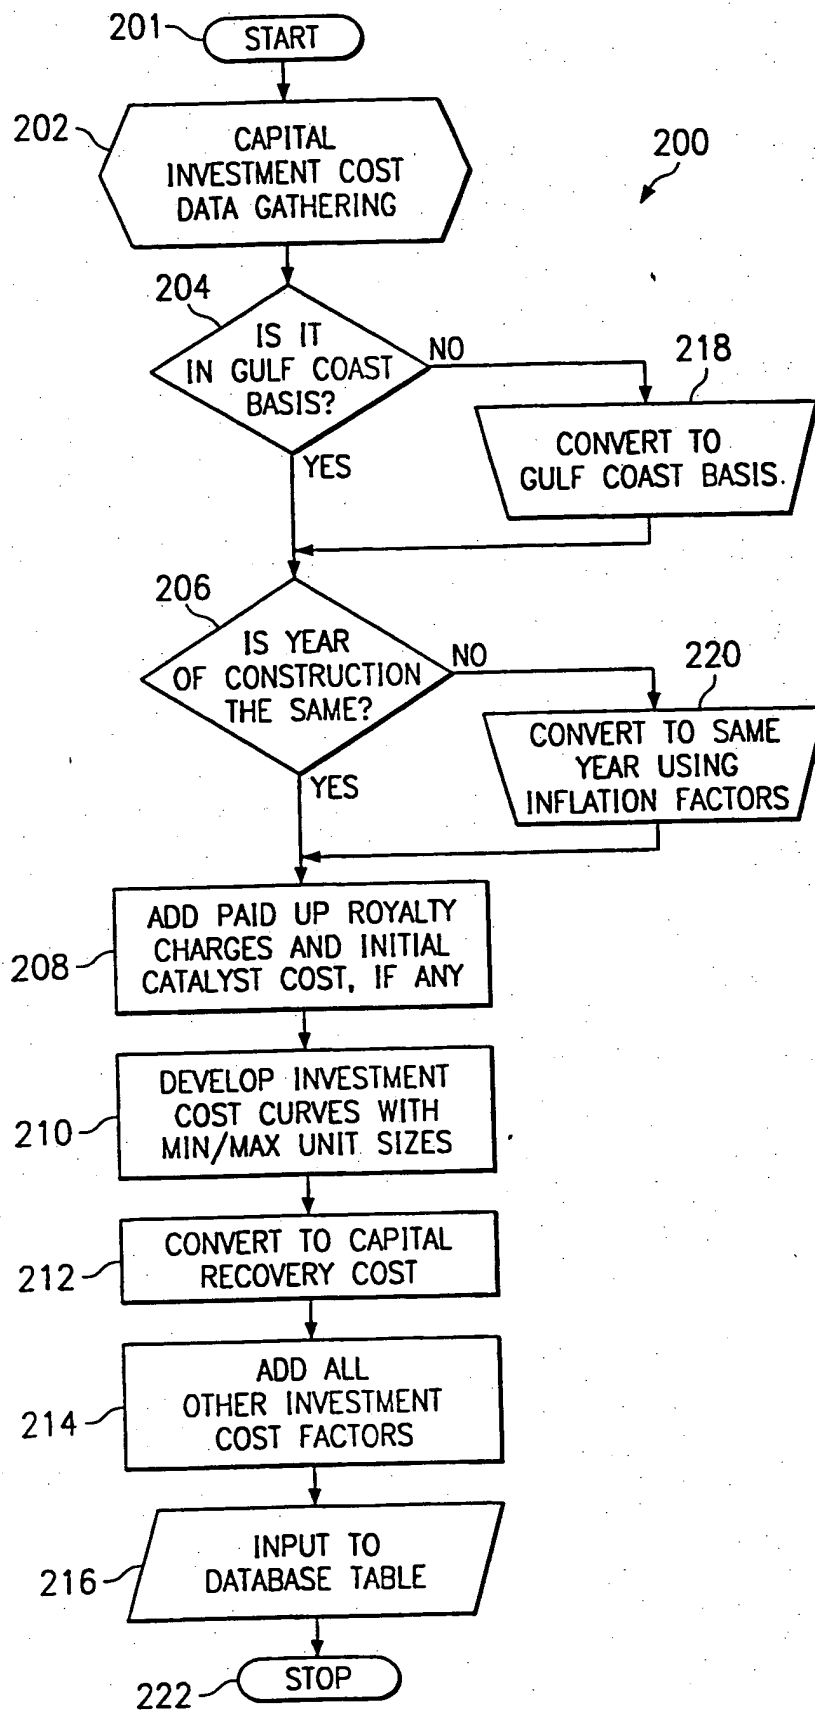 201
START
202
CAPITAL
INVESTMENT COST
DATA GATHERING
200
204
IS IT
IN GULF COAST
BASIS?
NO
218
CONVERT TO
GULF COAST BASIS.
YES
206
IS YEAR
OF CONSTRUCTION
THE SAME?
NO
220
CONVERT TO SAME
YEAR USING
INFLATION FACTORS
YES
208
ADD PAID UP ROYALTY
CHARGES AND INITIAL
CATALYST COST, IF ANY
210
DEVELOP INVESTMENT
COST CURVES WITH
MIN/MAX UNIT SIZES
212
CONVERT TO CAPITAL
RECOVERY COST
214
ADD ALL
OTHER INVESTMENT
COST FACTORS
216
INPUT TO
DATABASE TABLE
222
STOP